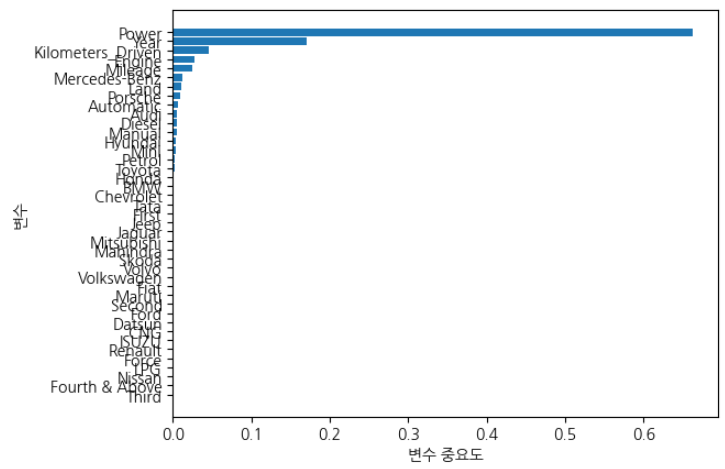 Power
Year
Kilometers_Driven
Engine
Mileage
Mercedes-Benz
Land
Porsche
Automatic
Audi
Diesel
Manual
Hyundai
Mini
Petrol
Toyota
Honda
BMW
Chevrolet
Tata
First
Jeep
Jaguar
Mitsubishi
Mahindra
Skoda
Volvo
Volkswagen
Fiat
Maruti
Second
Ford
Datsun
CNG
ISUZU
Renault
Force
LPG
Nissan
Fourth & Above
Third
변수
0.0 0.1 0.2 0.3 0.4 0.5 0.6
변수 중요도